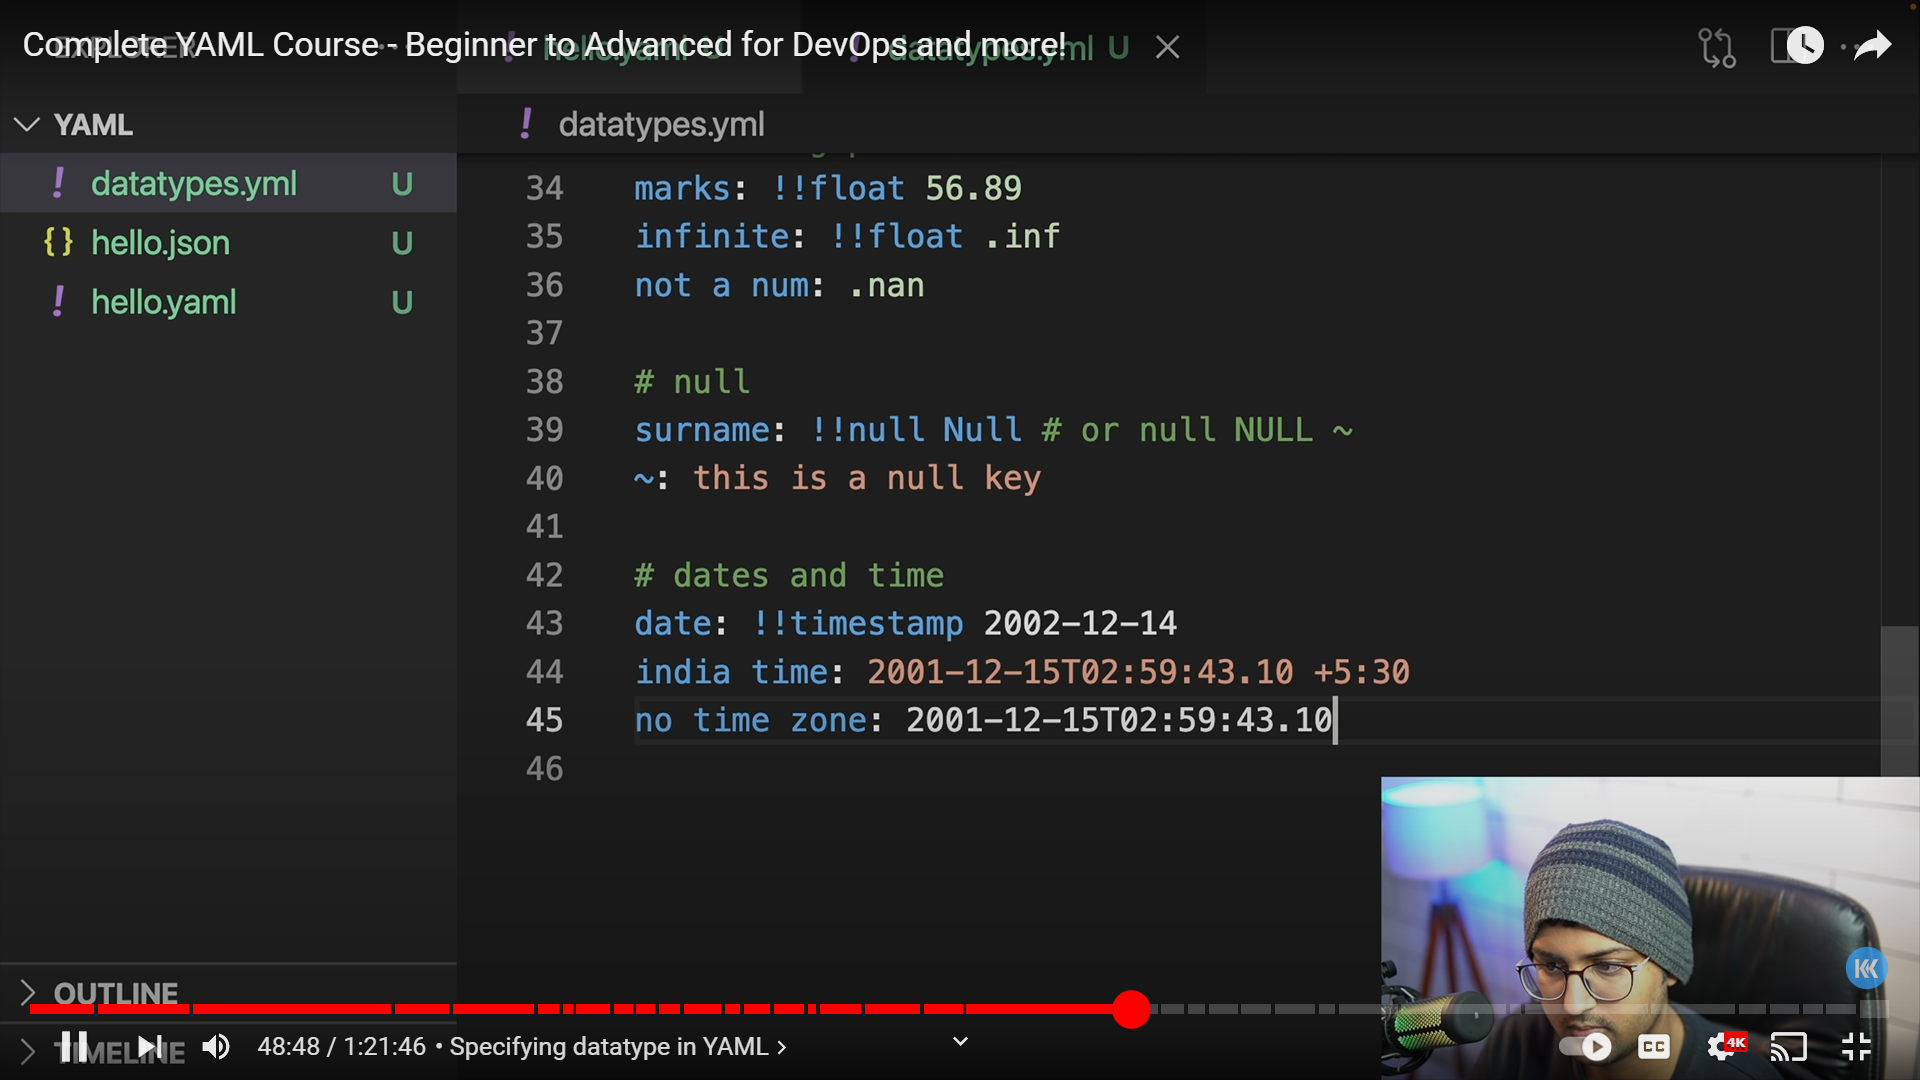 Complete YAML Course - Beginner to Advanced for DevOps and more!
EXPLORER
hello.yaml U
datatypes.yml U
YAML
datatypes.yml U
hello.json U
hello.yaml U
datatypes.yml
34 marks: !!float 56.89
35 infinite: !!float .inf
36 not a num: .nan
37
38 # null
39 surname: !!null Null # or null NULL ~
40 ~: this is a null key
41
42 # dates and time
43 date: !!timestamp 2002-12-14
44 india time: 2001-12-15T02:59:43.10 +5:30
45 no time zone: 2001-12-15T02:59:43.10
46
OUTLINE
TIMELINE
48:48 / 1:21:46 • Specifying datatype in YAML
CC
4K